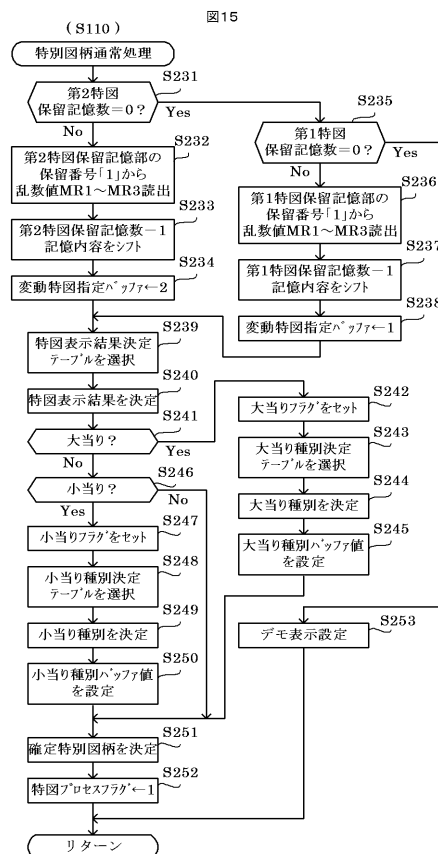 図15
(S110)
特別図柄通常処理
S231
第2特図
保留記憶数=0?
Yes
No
S232
第2特図保留記憶部の
保留番号「1」から
乱数値MR1～MR3読出
S233
第2特図保留記憶数-1
記憶内容をシフト
S234
変動特図指定バッファ←2
S235
第1特図
保留記憶数=0?
Yes
No
S236
第1特図保留記憶部の
保留番号「1」から
乱数値MR1～MR3読出
S237
第1特図保留記憶数-1
記憶内容をシフト
S238
変動特図指定バッファ←1
S239
特図表示結果決定
テーブルを選択
S240
特図表示結果を決定
S241
大当り?
Yes
No
S242
大当りフラグをセット
S243
大当り種別決定
テーブルを選択
S244
大当り種別を決定
S245
大当り種別バッファ値
を設定
S246
小当り?
No
Yes
S247
小当りフラグをセット
S248
小当り種別決定
テーブルを選択
S249
小当り種別を決定
S250
小当り種別バッファ値
を設定
S253
デモ表示設定
S251
確定特別図柄を決定
S252
特図プロセスフラグ←1
リターン